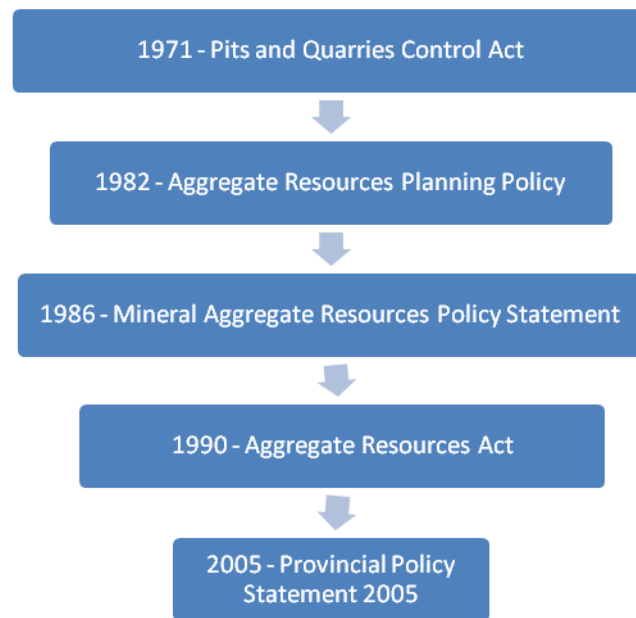 1971 - Pits and Quarries Control Act
1982 - Aggregate Resources Planning Policy
1986 - Mineral Aggregate Resources Policy Statement
1990 - Aggregate Resources Act
2005 - Provincial Policy
Statement 2005